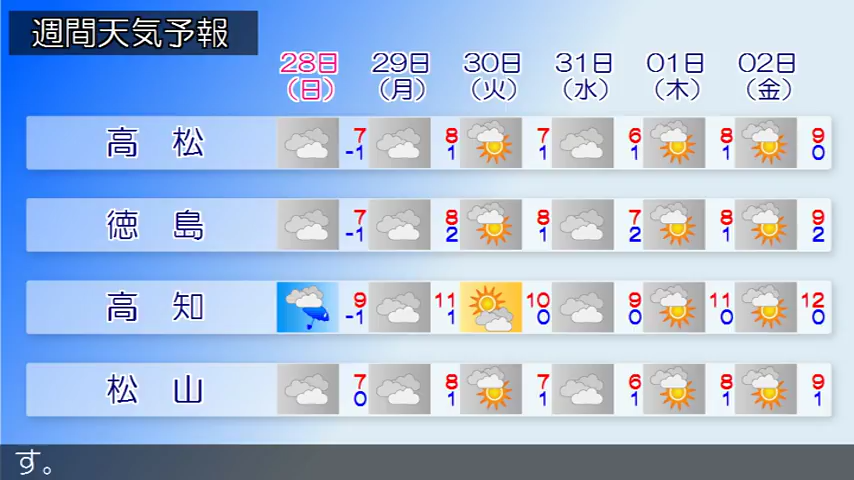 週間天気予報
28日 29日 30日 31日 01日 02日
（日） （月） （火） （水） （木） （金）
高 松 7 -1 8 1 7 1 6 1 8 1 9 0
徳 島 7 -1 8 2 8 1 7 2 8 1 9 2
高 知 9 -1 11 1 10 0 9 0 11 0 12 0
松 山 7 0 8 1 7 1 6 1 8 1 9 1
す。